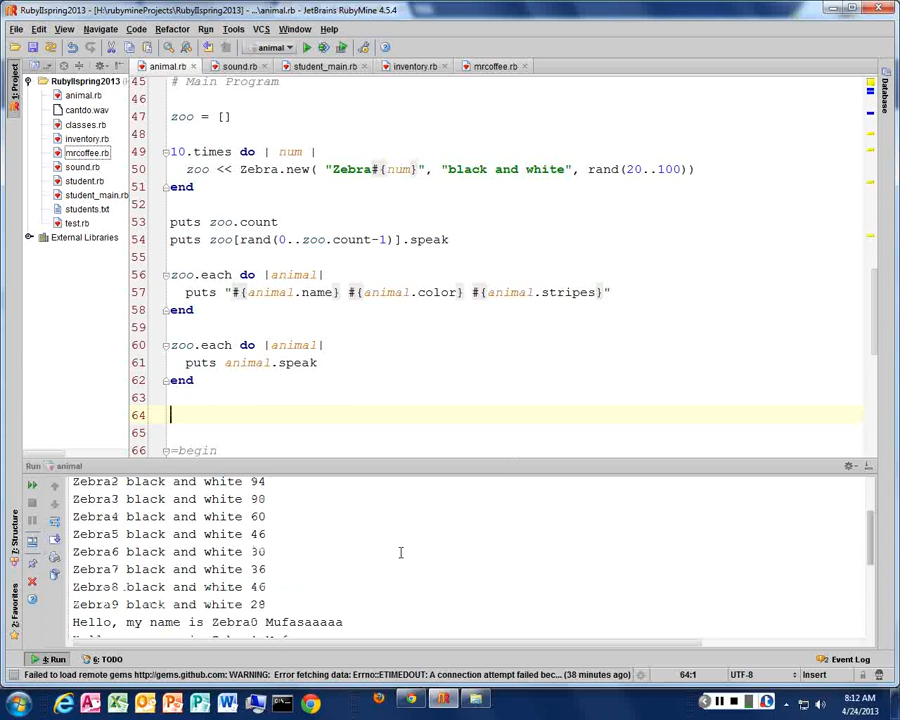 RubyIIspring2013 - [H:\rubymineProjects\RubyIIspring2013] - ...\animal.rb - JetBrains RubyMine 4.5.4
File Edit View Navigate Code Refactor Run Tools VCS Window Help
animal
1: Project
RubyIIspring2013
animal.rb
cantdo.wav
classes.rb
inventory.rb
mrcoffee.rb
sound.rb
student.rb
student_main.rb
students.txt
test.rb
External Libraries
animal.rb × sound.rb × student_main.rb × inventory.rb × mrcoffee.rb ×
45 # Main Program
46
47 zoo = []
48
49 10.times do | num |
50 zoo << Zebra.new( "Zebra#{num}", "black and white", rand(20..100))
51 end
52
53 puts zoo.count
54 puts zoo[rand(0..zoo.count-1)].speak
55
56 zoo.each do |animal|
57 puts "#{animal.name} #{animal.color} #{animal.stripes}"
58 end
59
60 zoo.each do |animal|
61 puts animal.speak
62 end
63
64
65
66 =begin
Database
Run animal
7: Structure
2: Favorites
Zebra2 black and white 94
Zebra3 black and white 98
Zebra4 black and white 60
Zebra5 black and white 46
Zebra6 black and white 30
Zebra7 black and white 36
Zebra8 black and white 46
Zebra9 black and white 28
Hello, my name is Zebra0 Mufasaaaaa
4: Run 6: TODO
2 Event Log
Failed to load remote gems http://gems.github.com: WARNING: Error fetching data: Errno::ETIMEDOUT: A connection attempt failed bec... (38 minutes ago)
64:1 UTF-8 Insert
8:12 AM
4/24/2013